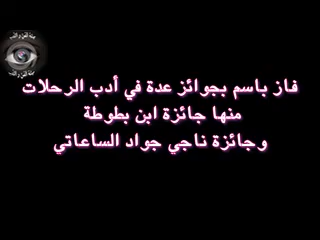 فاز باسم بجوائز عدة في أدب الرحلات
منها جائزة ابن بطوطة
وجائزة ناجي جواد الساعاتي